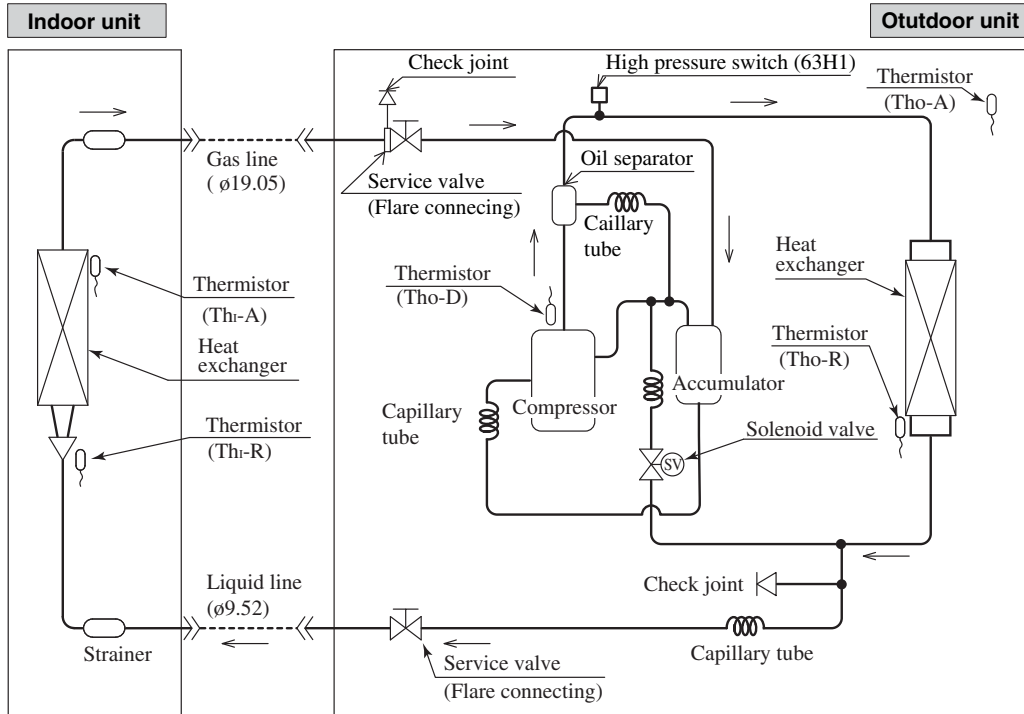 Indoor unit
Otutdoor unit
Check joint
High pressure switch (63H1)
Thermistor
(Tho-A)
Gas line
( ø19.05)
Service valve
(Flare connecing)
Oil separator
Caillary
tube
Thermistor
(ThI-A)
Heat
exchanger
Thermistor
(Tho-D)
Heat
exchanger
Thermistor
(Tho-R)
Compressor
Accumulator
Capillary
tube
Thermistor
(ThI-R)
Solenoid valve
SV
Liquid line
(ø9.52)
Check joint
Strainer
Service valve
(Flare connecting)
Capillary tube